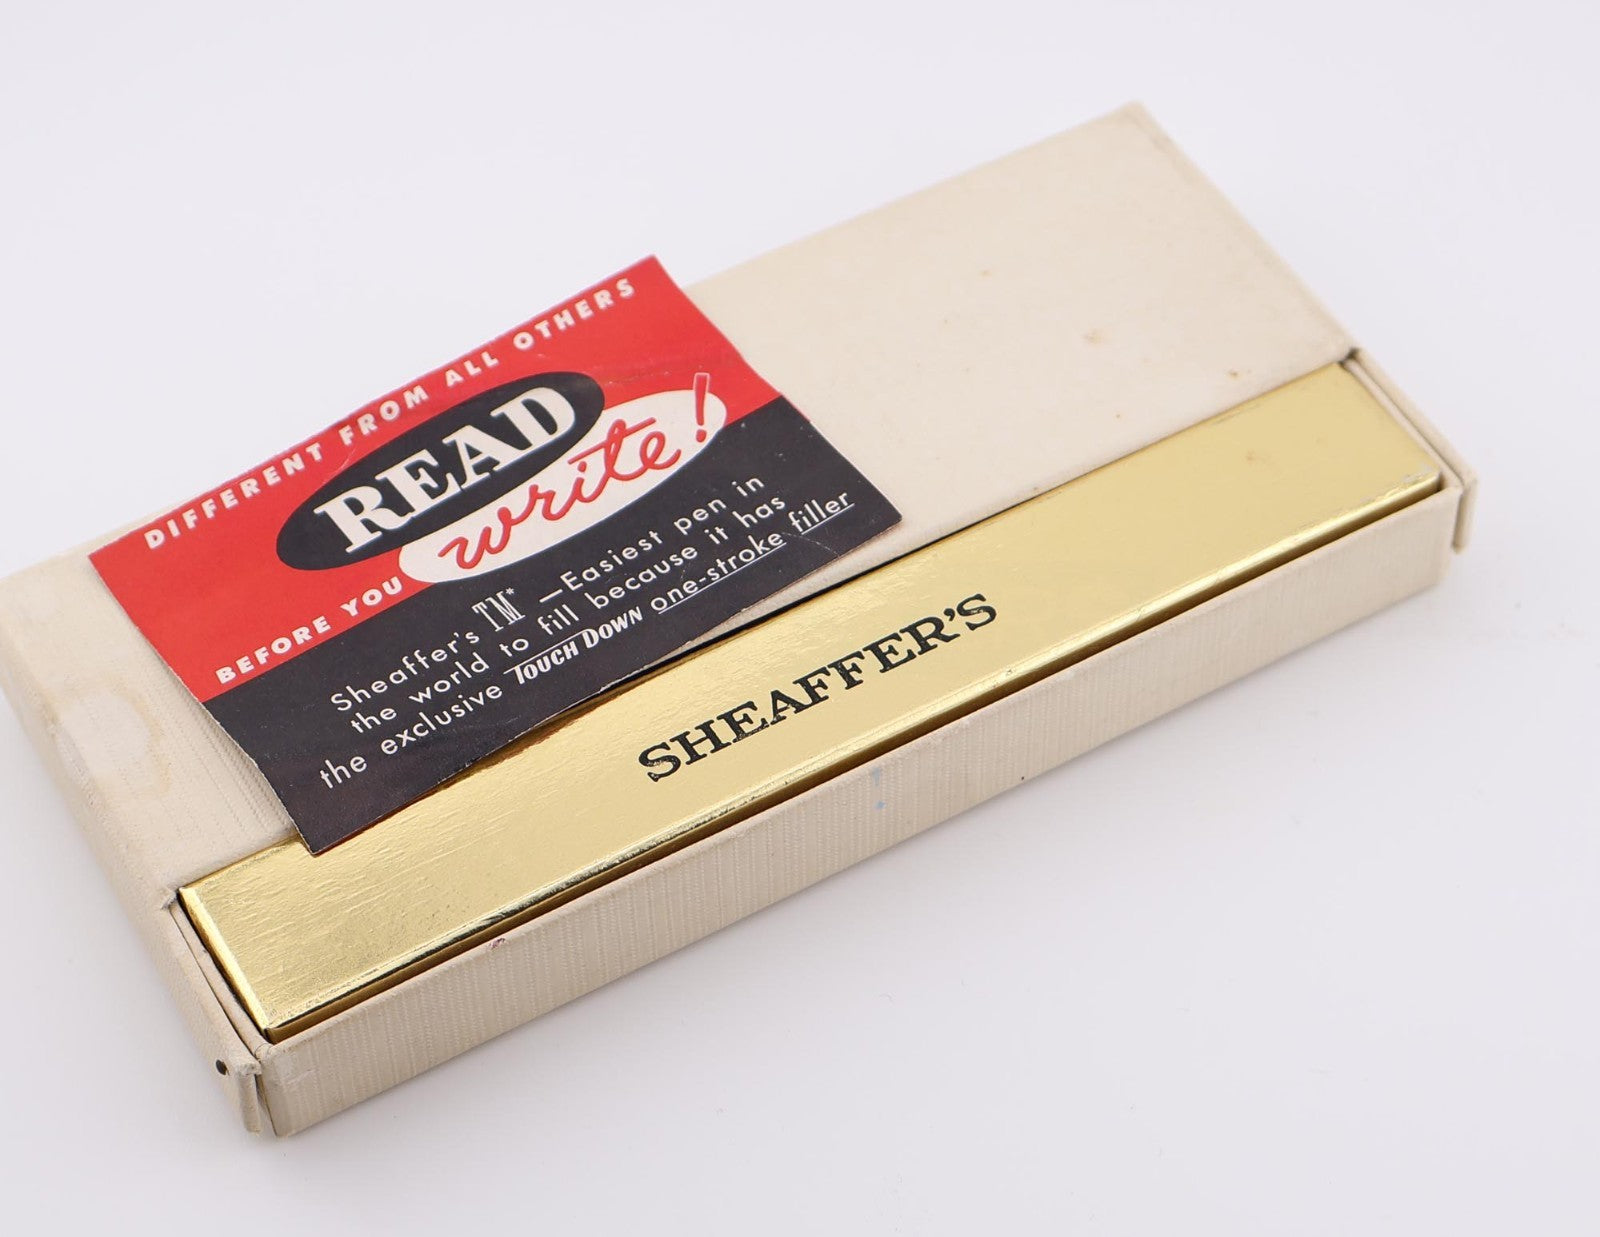 DIFFERENT FROM ALL OTHERS
READ
BEFORE YOU write!
Sheaffer's TM* —Easiest pen in
the world to fill because it has
the exclusive TOUCH DOWN one-stroke filler
SHEAFFER'S